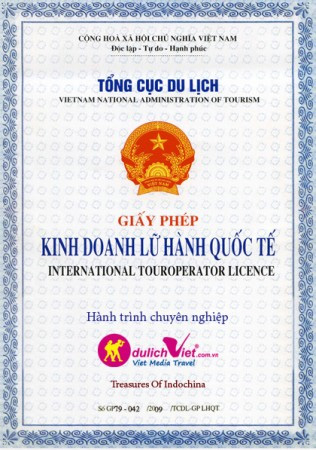 CỘNG HOÀ XÃ HỘI CHỦ NGHĨA VIỆT NAM
Độc lập - Tự do - Hạnh phúc
TỔNG CỤC DU LỊCH
VIETNAM NATIONAL ADMINISTRATION OF TOURISM
VIỆT NAM
GIẤY PHÉP
KINH DOANH LỮ HÀNH QUỐC TẾ
INTERNATIONAL TOUROPERATOR LICENCE
Hành trình chuyên nghiệp
dulichViet.com.vn
Viet Media Travel
Treasures Of Indochina
Số GP79 - 042 /2009 /TCDL-GP LHQT.